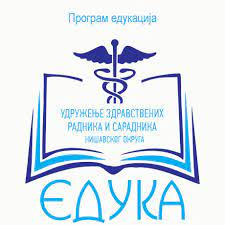 Програм едукација
УДРУЖЕЊЕ ЗДРАВСТВЕНИХ
РАДНИКА И САРАДНИКА
НИШАВСКОГ ОКРУГА
ЕДУКА